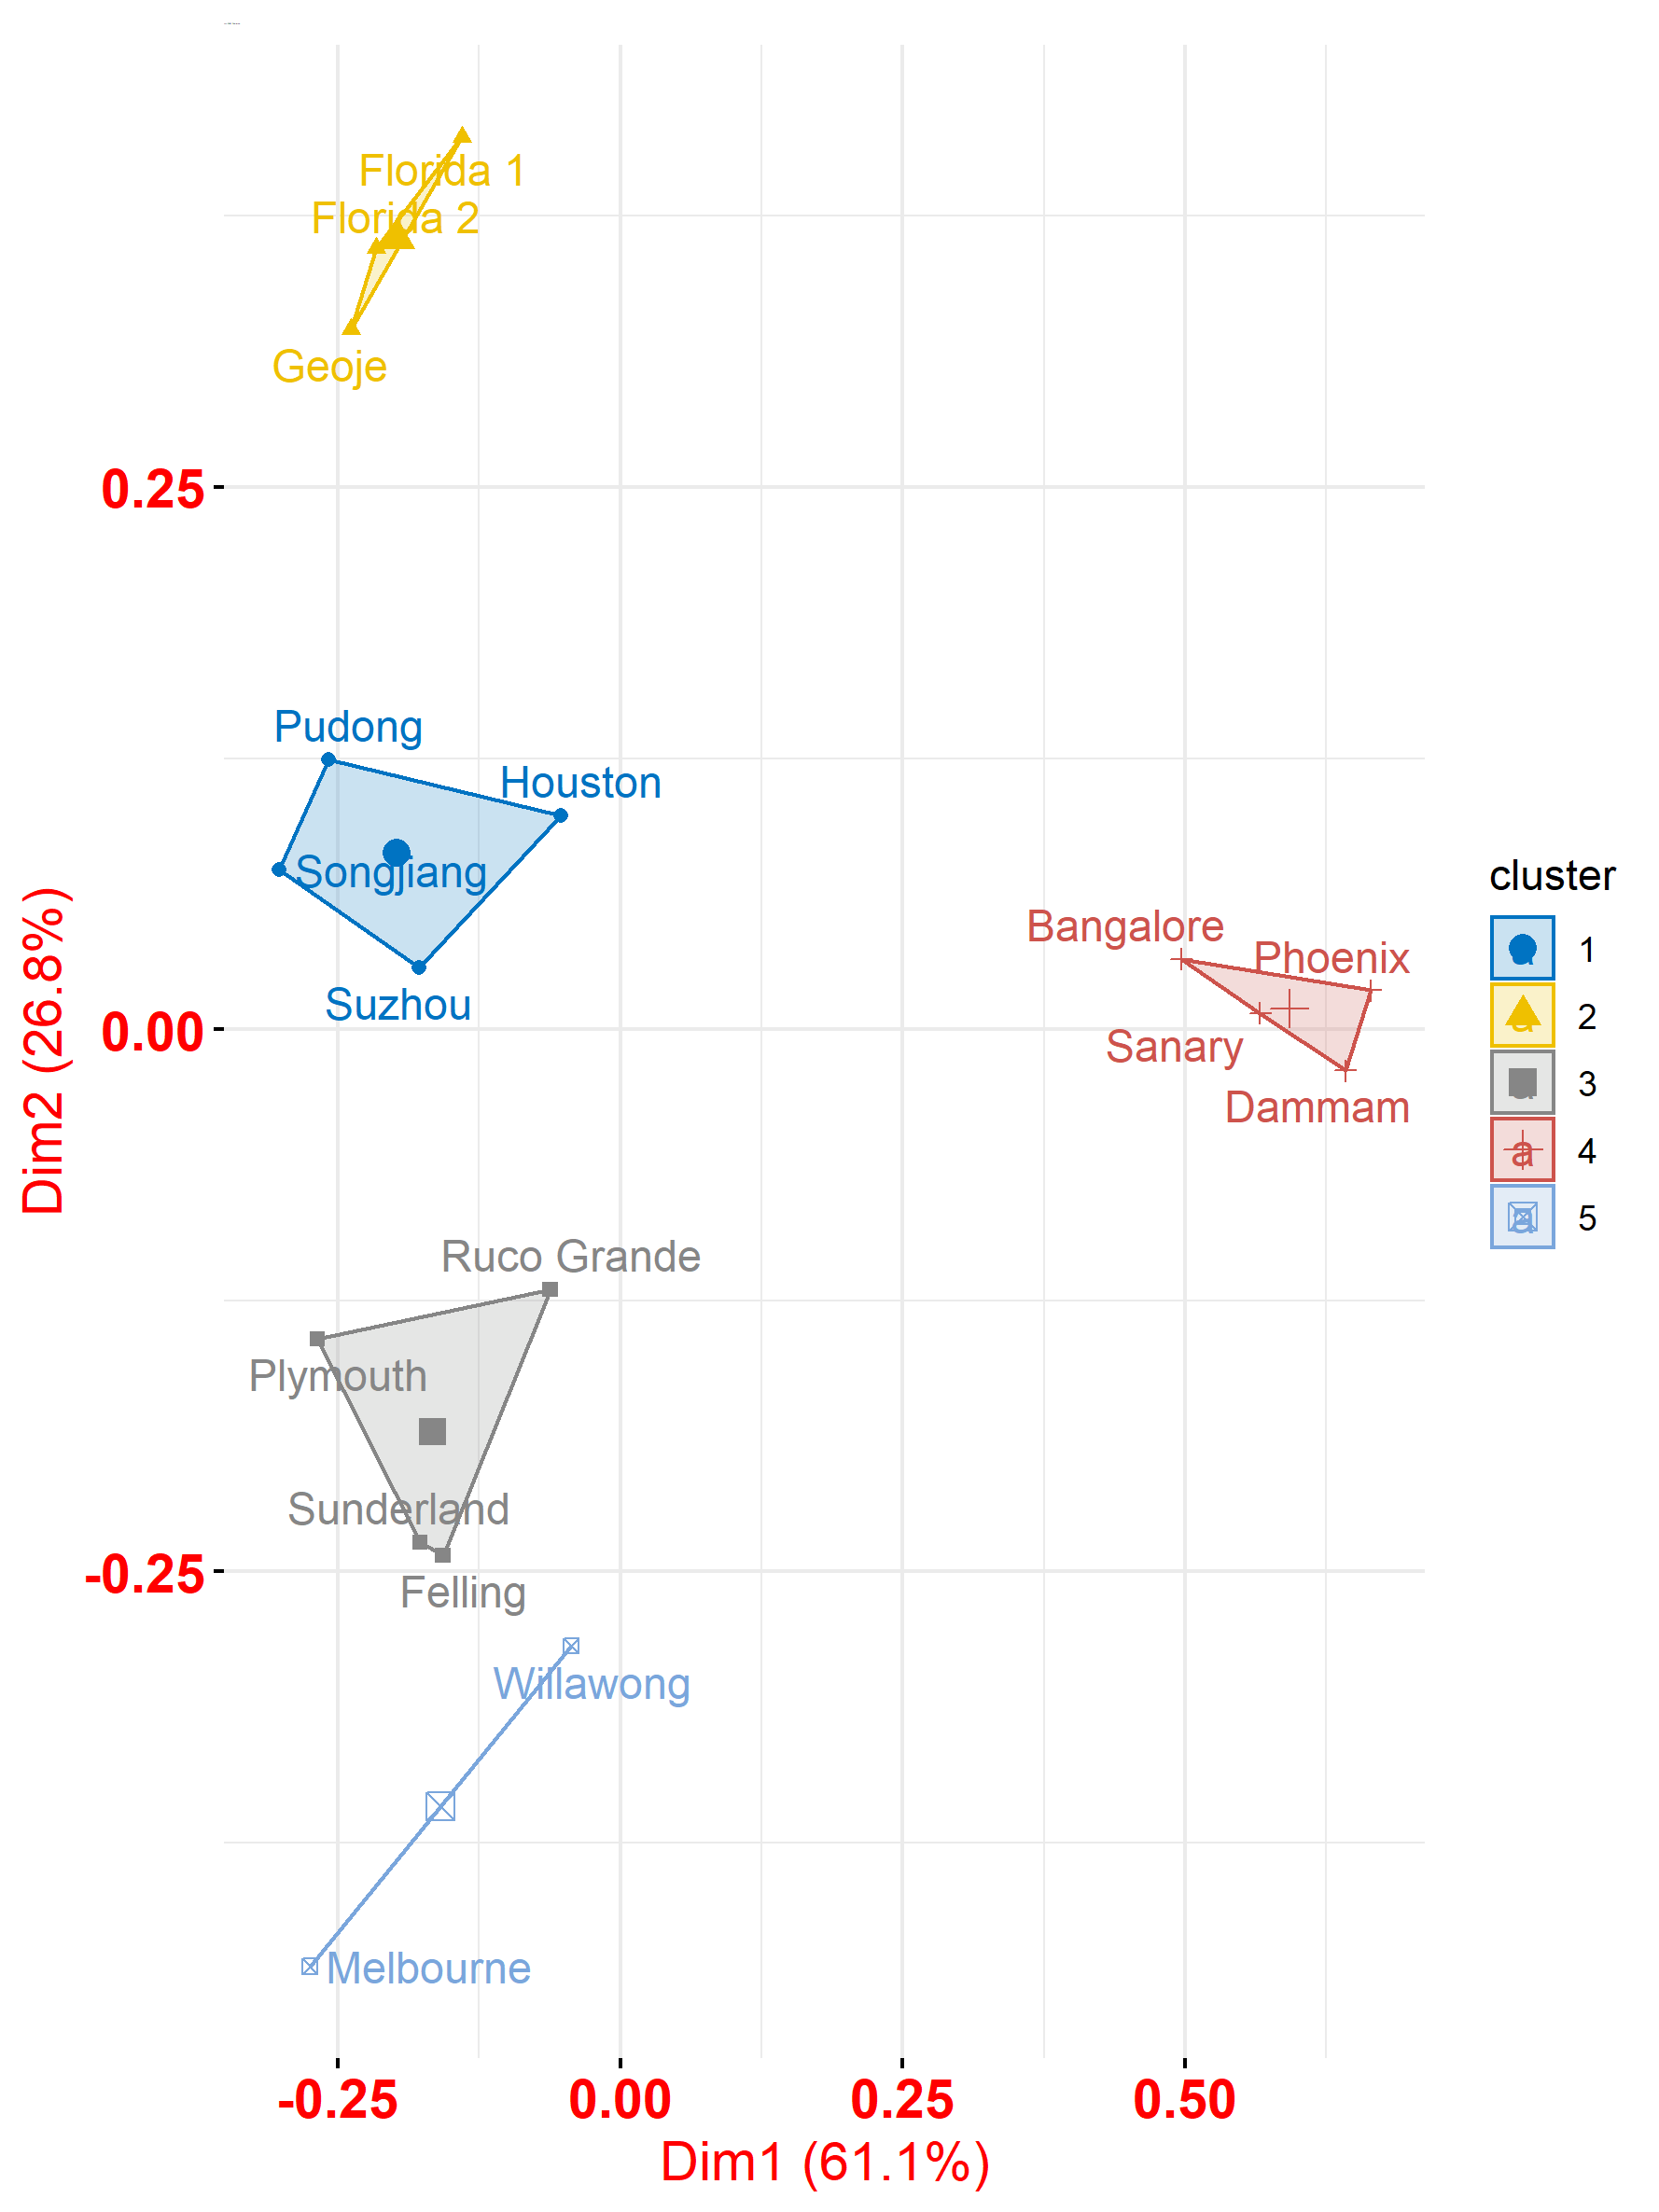 Florida 1
Florida 2
Geoje
0.25
Pudong
Houston
Songjiang
Suzhou
Bangalore
Phoenix
Sanary
Dammam
0.00
Dim2 (26.8%)
cluster
a 1
a 2
a 3
a 4
a 5
Ruco Grande
Plymouth
Sunderland
Felling
-0.25
Willawong
Melbourne
-0.25 0.00 0.25 0.50
Dim1 (61.1%)